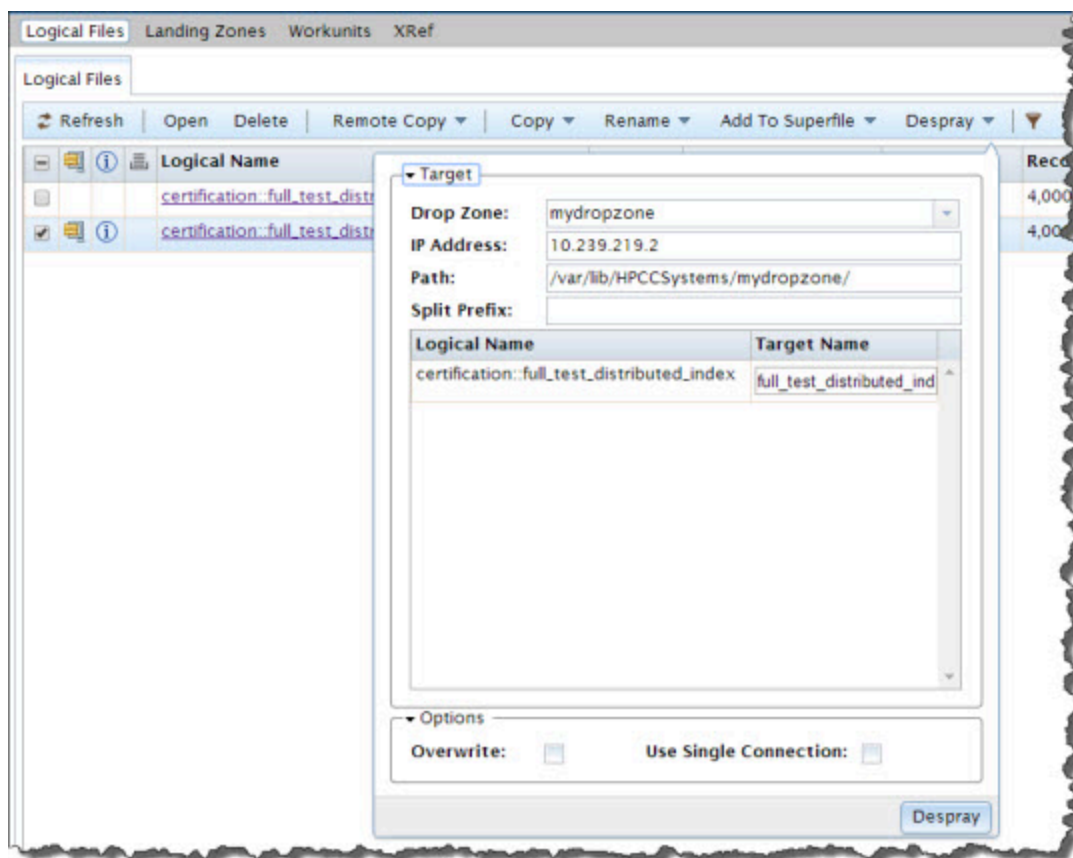 Logical Files Landing Zones Workunits XRef
Logical Files
Refresh Open Delete Remote Copy Copy Rename Add To Superfile Despray
Logical Name
certification::full_test_distr
4,000
certification::full_test_distr
Target
Drop Zone: mydropzone
IP Address: 10.239.219.2
Path: /var/lib/HPCCSystems/mydropzone/
Split Prefix:
Logical Name Target Name
certification::full_test_distributed_index full_test_distributed_ind
Options
Overwrite: Use Single Connection:
Despray